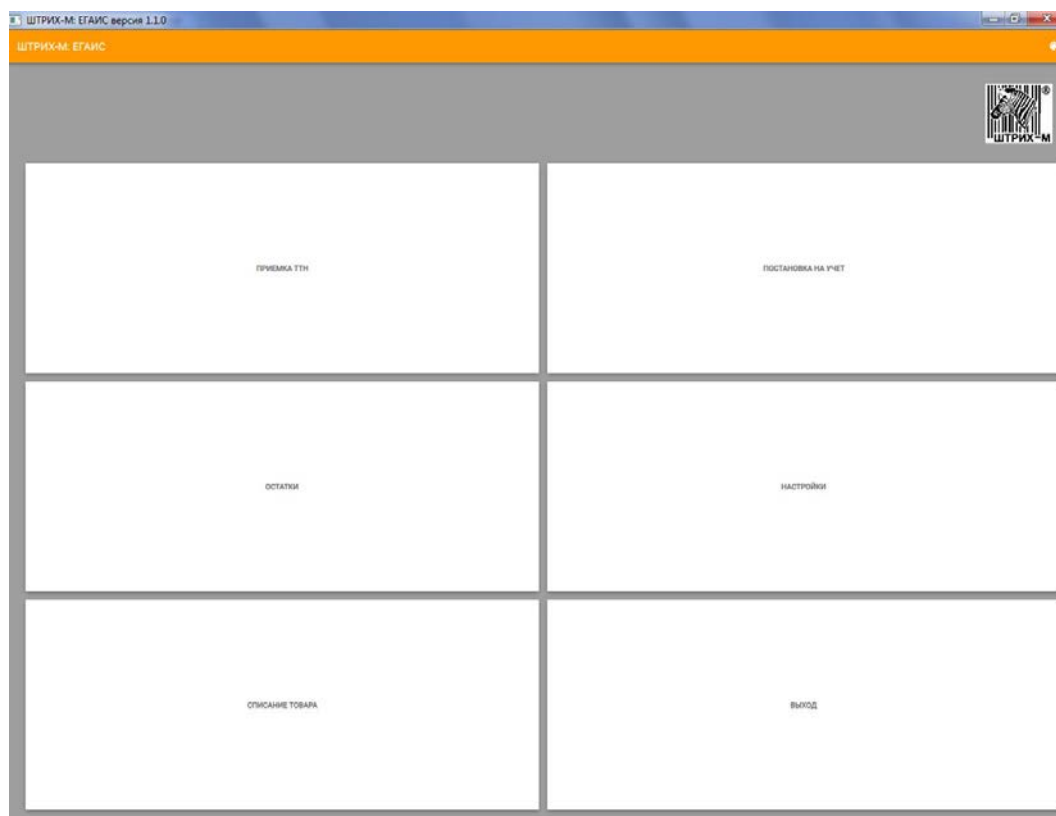 ШТРИХ-М: ЕГАИС версия 1.1.0
ШТРИХ-М: ЕГАИС
®
ШТРИХ-М
ПРИЕМКА ТТН
ПОСТАНОВКА НА УЧЕТ
ОСТАТКИ
НАСТРОЙКИ
СПИСАНИЕ ТОВАРА
ВЫХОД